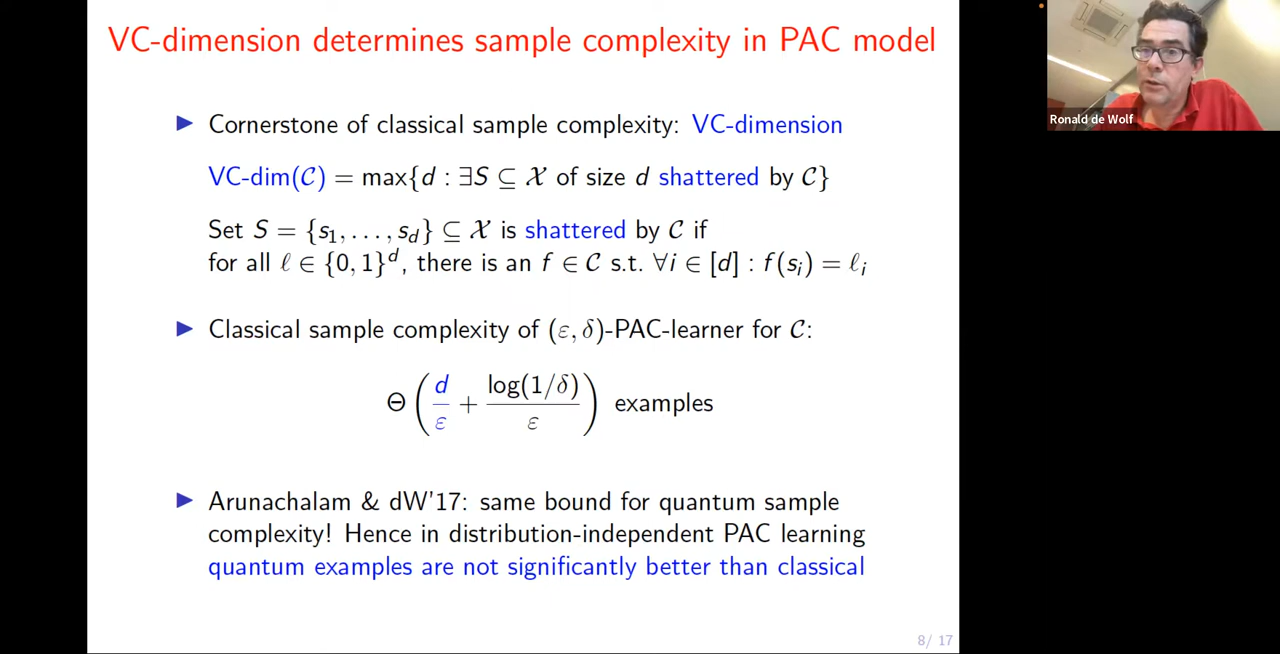 VC-dimension determines sample complexity in PAC model
▶ Cornerstone of classical sample complexity: VC-dimension
VC-dim(𝒞) = max{d : ∃S ⊆ 𝒳 of size d shattered by 𝒞}
Set S = {s₁, . . . , s_d} ⊆ 𝒳 is shattered by 𝒞 if
for all ℓ ∈ {0, 1}^d, there is an f ∈ 𝒞 s.t. ∀i ∈ [d] : f(s_i) = ℓ_i
▶ Classical sample complexity of (ε, δ)-PAC-learner for 𝒞:
Θ(d/ε + log(1/δ)/ε) examples
▶ Arunachalam & dW'17: same bound for quantum sample
complexity! Hence in distribution-independent PAC learning
quantum examples are not significantly better than classical
8/ 17
Ronald de Wolf